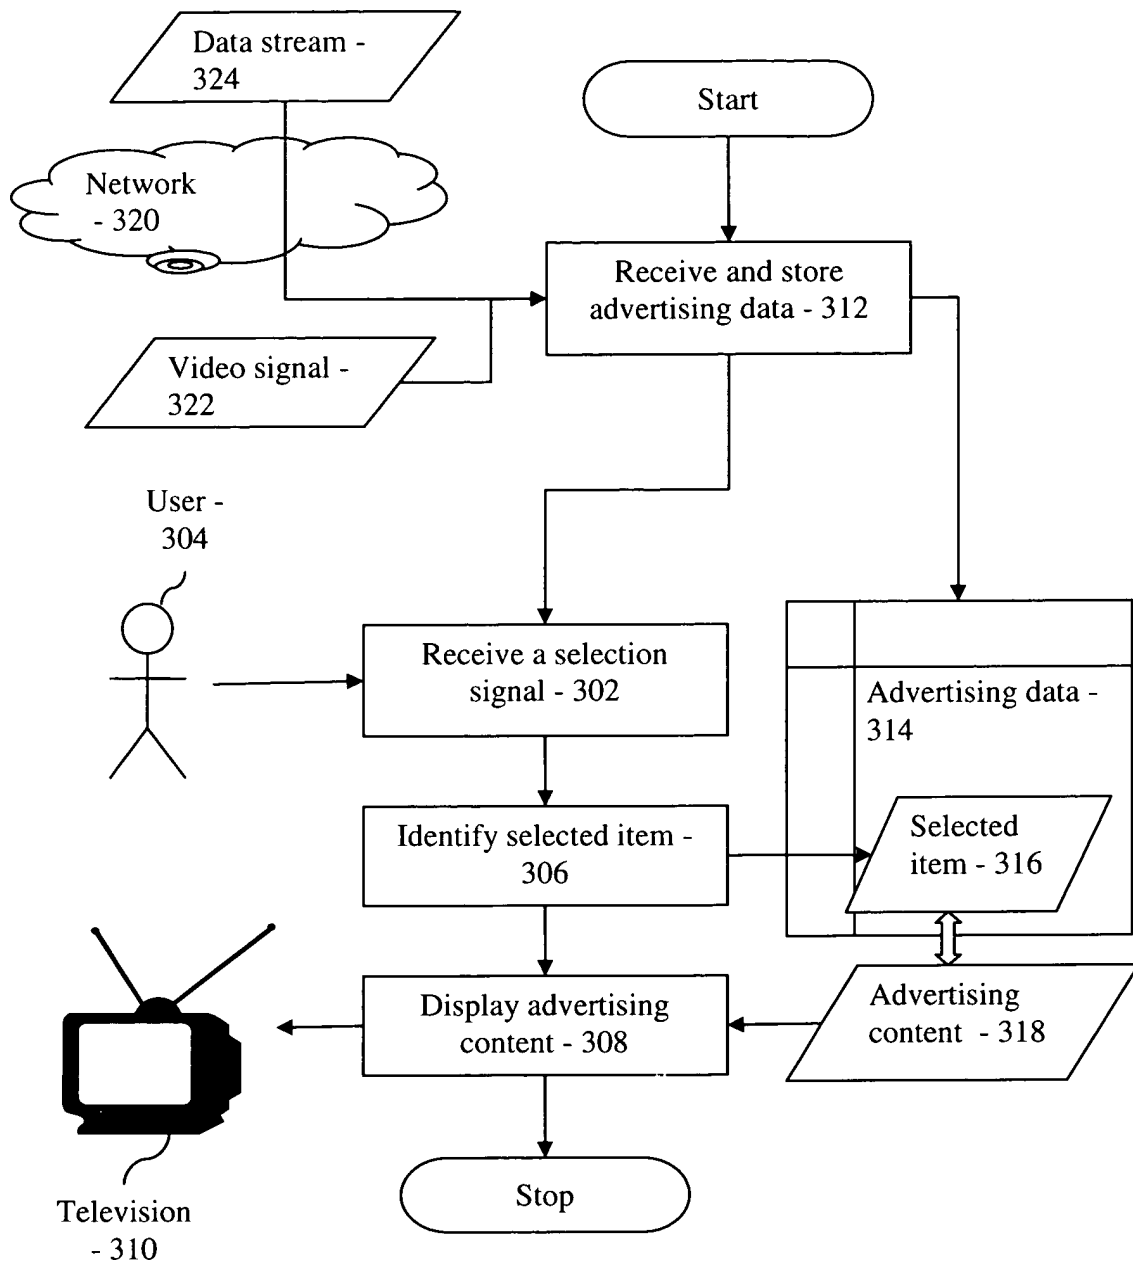 Data stream -
324
Start
Network
- 320
Receive and store
advertising data - 312
Video signal -
322
User -
304
Receive a selection
signal - 302
Advertising data -
314
Identify selected item -
306
Selected
item - 316
Display advertising
content - 308
Advertising
content - 318
Stop
Television
- 310